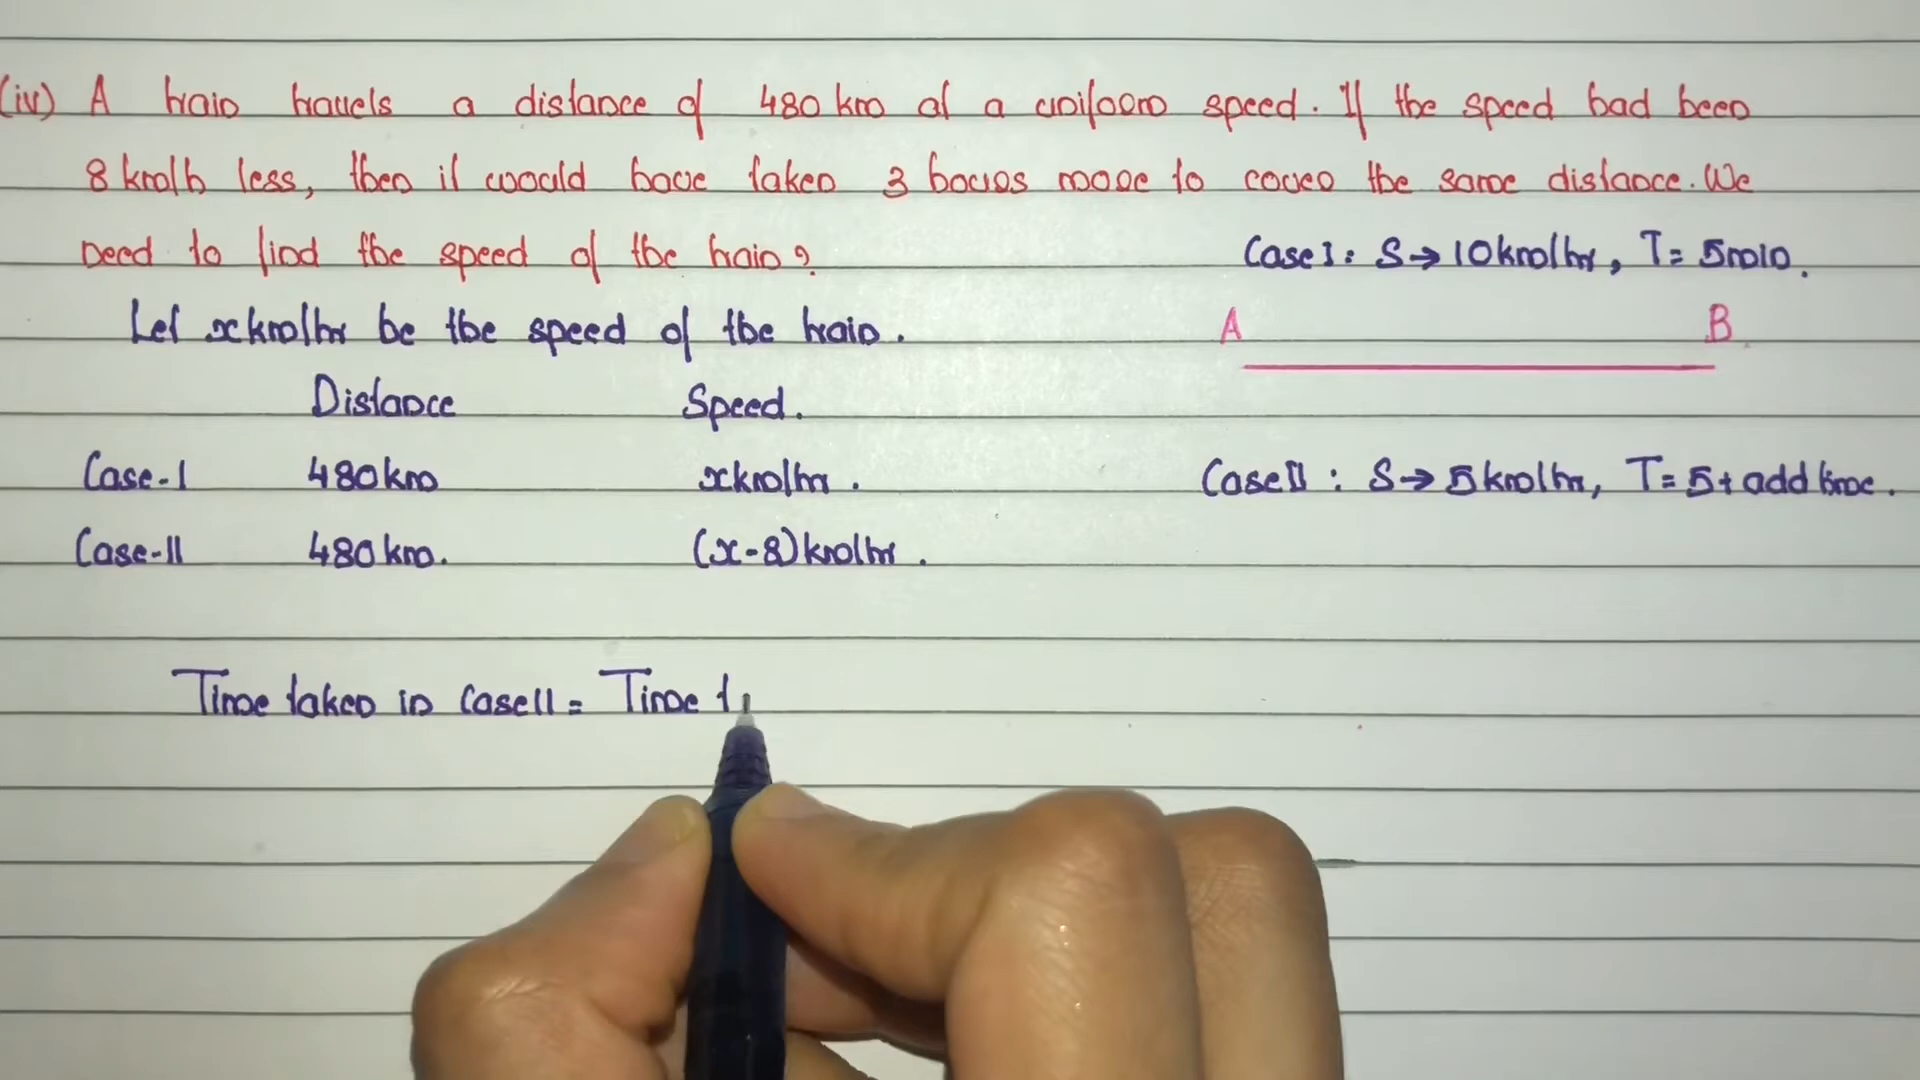 (iv) A train travels a distance of 480 km at a uniform speed. If the speed had been
8 km/h less, then it would have taken 3 hours more to cover the same distance. We
need to find the speed of the train?
Case I : S → 10 km/hr, T = 5 min.
Let x km/hr be the speed of the train.
A B
Distance Speed.
Case-I 480 km x km/hr.
Case II : S → 5 km/hr, T = 5 + add time.
Case-II 480 km. (x-8) km/hr.
Time taken in Case II = Time t